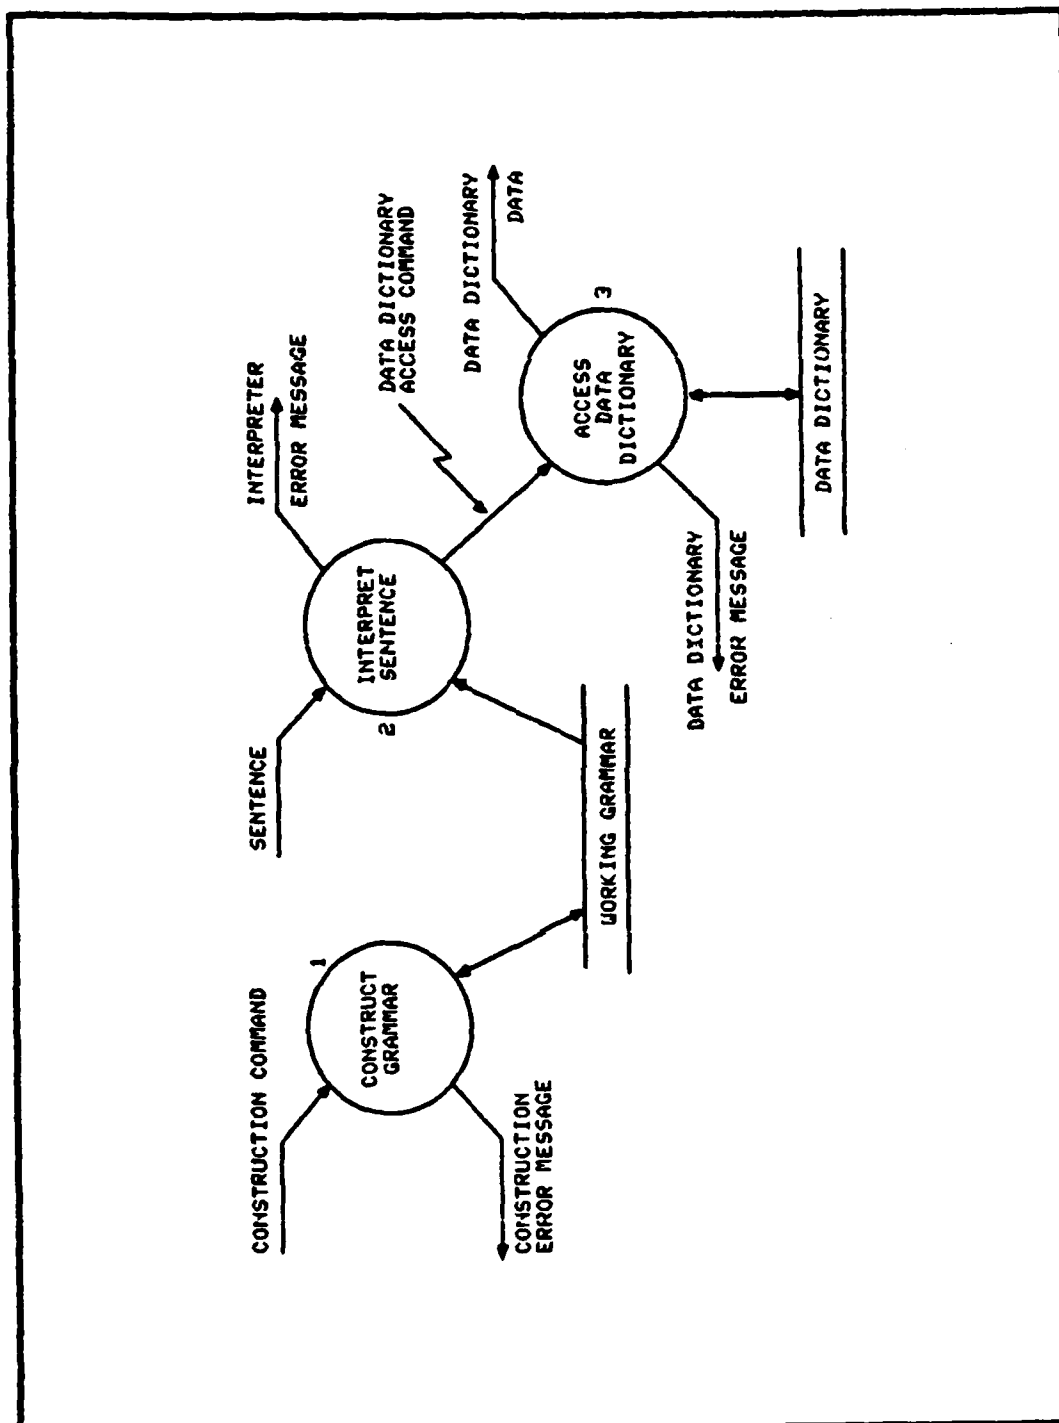 CONSTRUCTION COMMAND
1
CONSTRUCT
GRAMMAR
CONSTRUCTION
ERROR MESSAGE
WORKING GRAMMAR
SENTENCE
2
INTERPRET
SENTENCE
INTERPRETER
ERROR MESSAGE
DATA DICTIONARY
ACCESS COMMAND
DATA DICTIONARY
DATA
3
ACCESS
DATA
DICTIONARY
DATA DICTIONARY
ERROR MESSAGE
DATA DICTIONARY